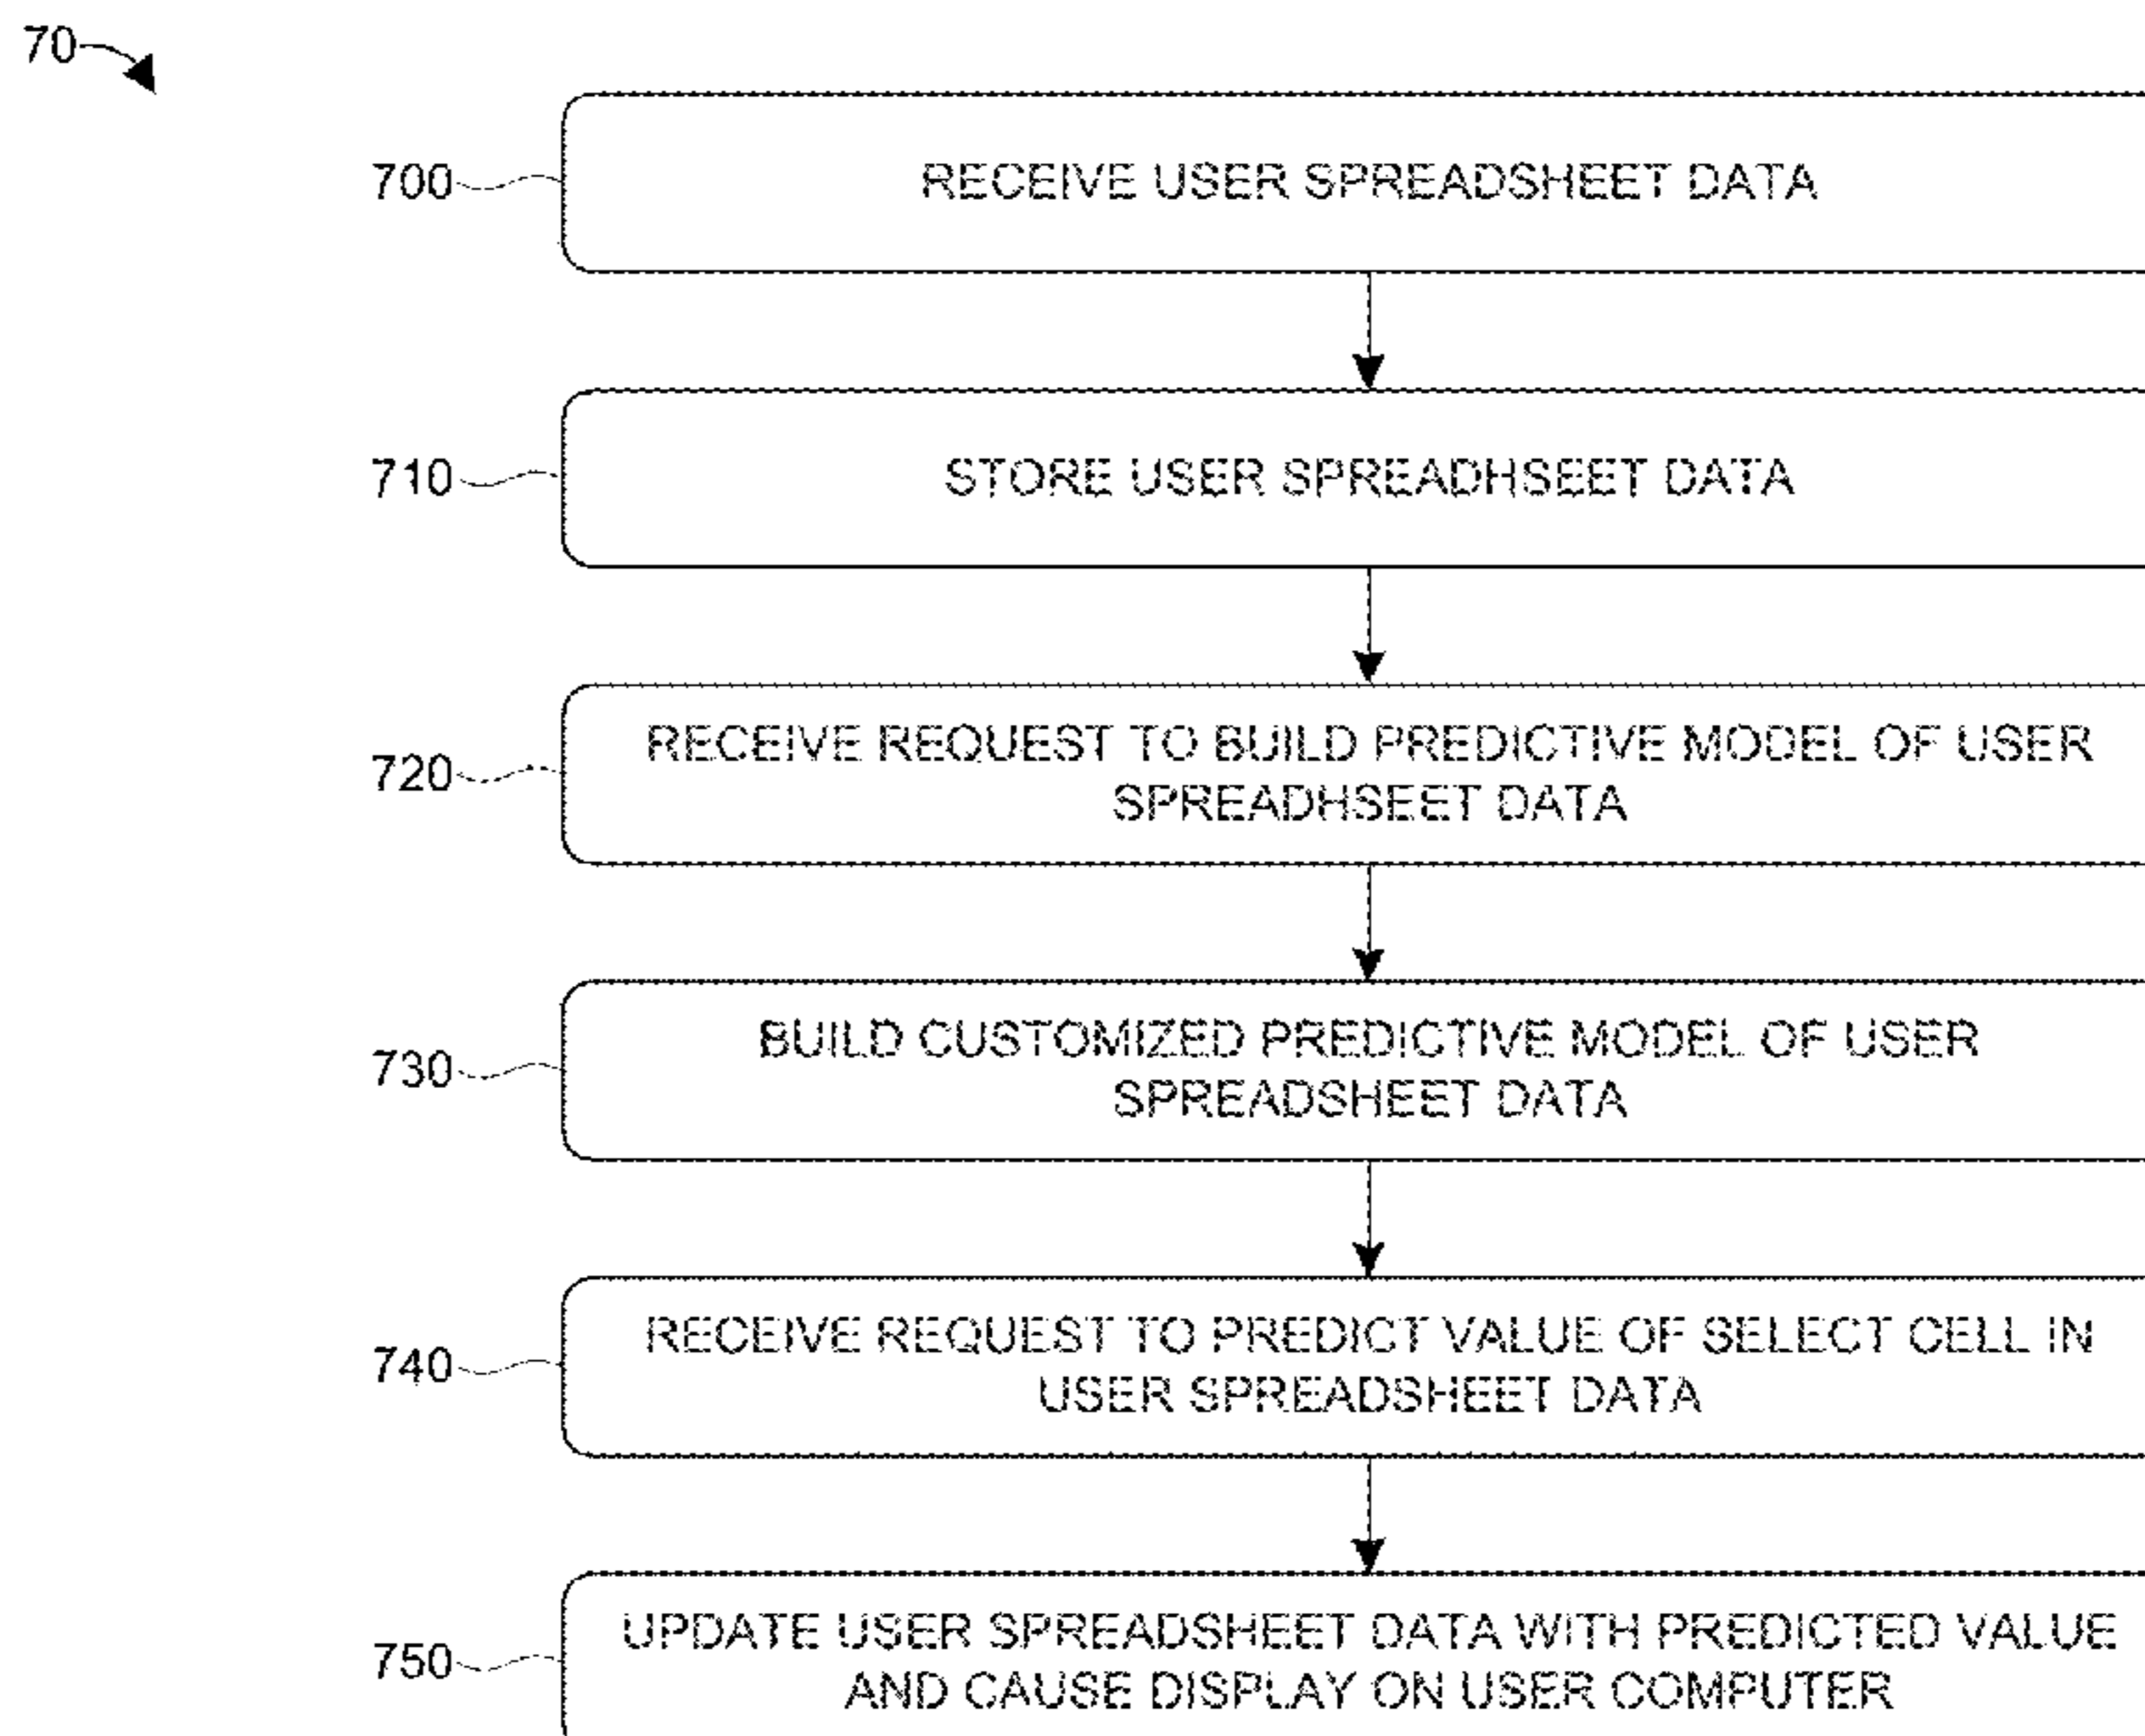 70
700
RECEIVE USER SPREADSHEET DATA
710
STORE USER SPREADHSEET DATA
720
RECEIVE REQUEST TO BUILD PREDICTIVE MODEL OF USER
SPREADHSEET DATA
730
BUILD CUSTOMIZED PREDICTIVE MODEL OF USER
SPREADSHEET DATA
740
RECEIVE REQUEST TO PREDICT VALUE OF SELECT CELL IN
USER SPREADSHEET DATA
750
UPDATE USER SPREADSHEET DATA WITH PREDICTED VALUE
AND CAUSE DISPLAY ON USER COMPUTER